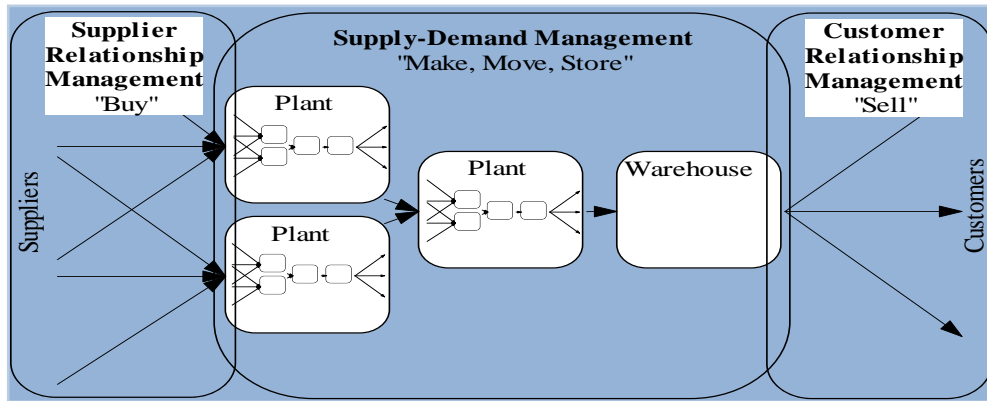 Supplier
Relationship
Management
"Buy"
Supply-Demand Management
"Make, Move, Store"
Customer
Relationship
Management
"Sell"
Suppliers
Plant
Plant
Plant
Warehouse
Customers